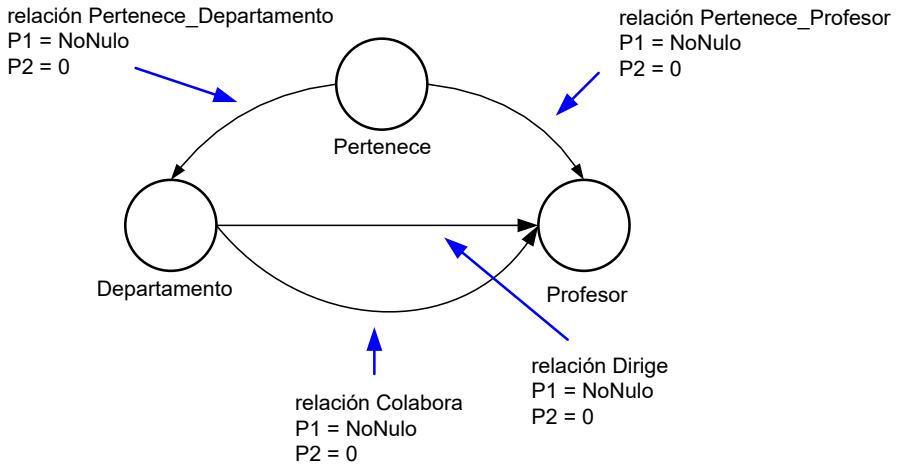 relación Pertenece_Departamento
P1 = NoNulo
P2 = 0
relación Pertenece_Profesor
P1 = NoNulo
P2 = 0
Pertenece
Departamento
Profesor
relación Dirige
P1 = NoNulo
P2 = 0
relación Colabora
P1 = NoNulo
P2 = 0